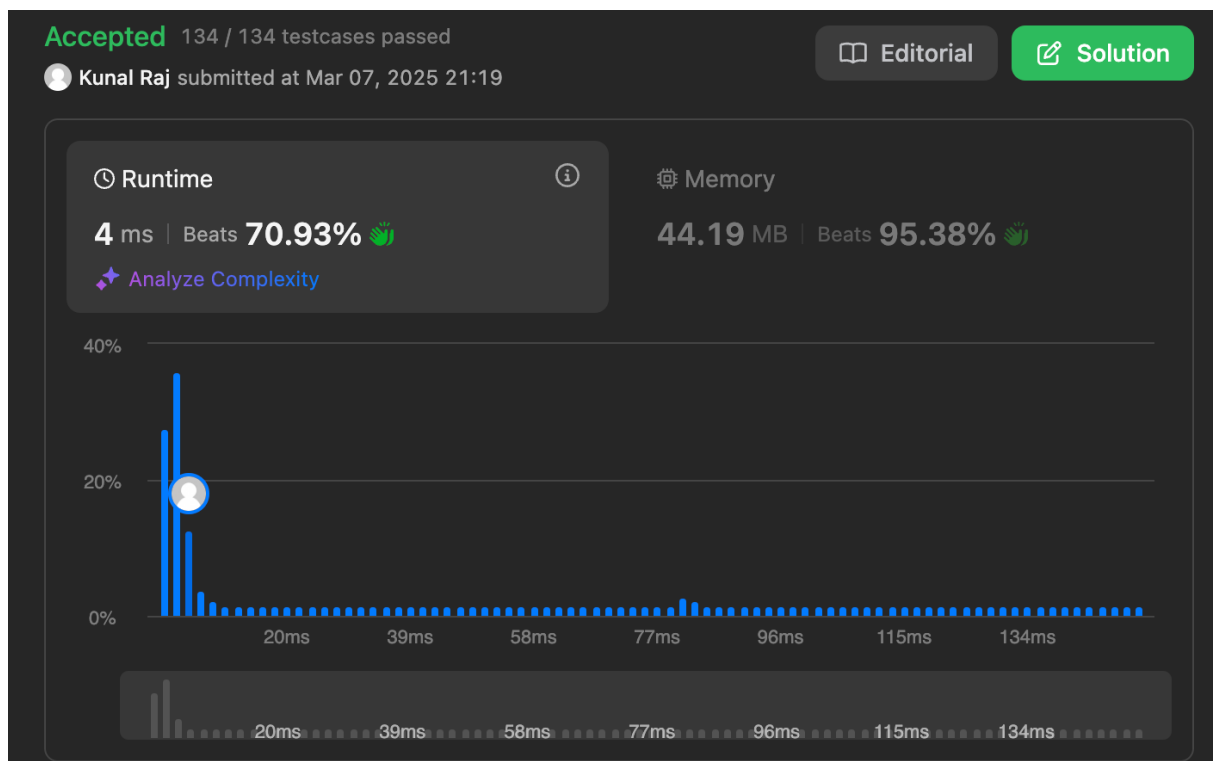 Accepted 134 / 134 testcases passed
Editorial
Solution
Kunal Raj submitted at Mar 07, 2025 21:19
Runtime
4 ms | Beats 70.93%
Analyze Complexity
Memory
44.19 MB | Beats 95.38%
40%
20%
0%
20ms 39ms 58ms 77ms 96ms 115ms 134ms
20ms 39ms 58ms 77ms 96ms 115ms 134ms